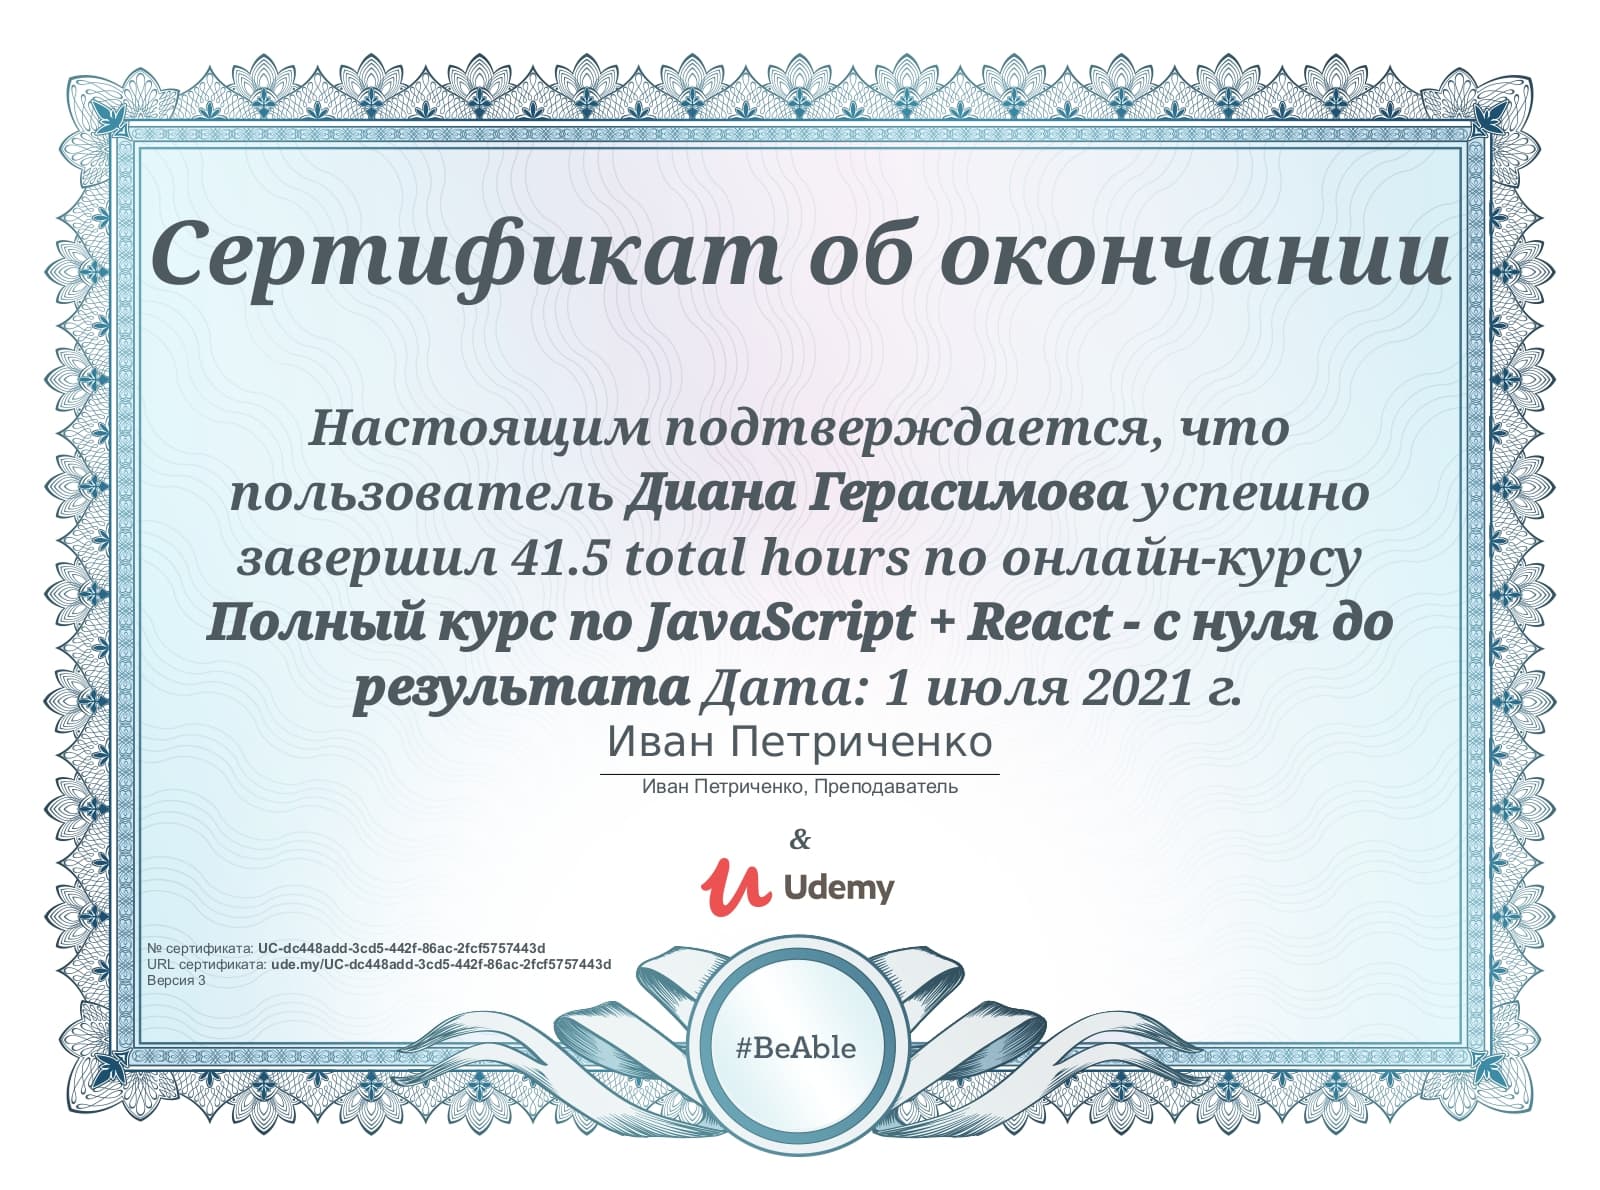 Сертификат об окончании
Настоящим подтверждается, что
пользователь Диана Герасимова успешно
завершил 41.5 total hours по онлайн-курсу
Полный курс по JavaScript + React - с нуля до
результата Дата: 1 июля 2021 г.
Иван Петриченко
Иван Петриченко, Преподаватель
&
Udemy
№ сертификата: UC-dc448add-3cd5-442f-86ac-2fcf5757443d
URL сертификата: ude.my/UC-dc448add-3cd5-442f-86ac-2fcf5757443d
Версия 3
#BeAble